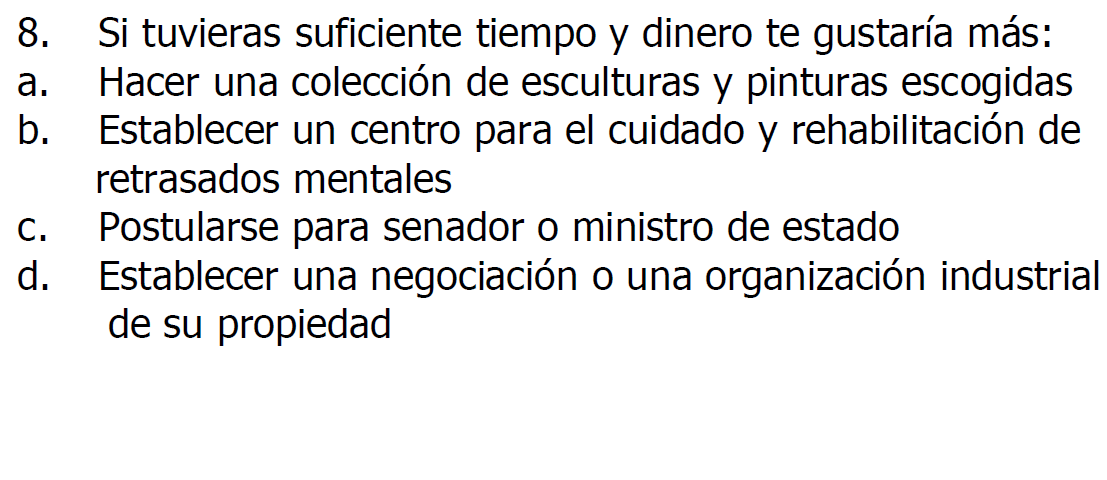 8. Si tuvieras suficiente tiempo y dinero te gustaría más:
a. Hacer una colección de esculturas y pinturas escogidas
b. Establecer un centro para el cuidado y rehabilitación de
retrasados mentales
c. Postularse para senador o ministro de estado
d. Establecer una negociación o una organización industrial
de su propiedad